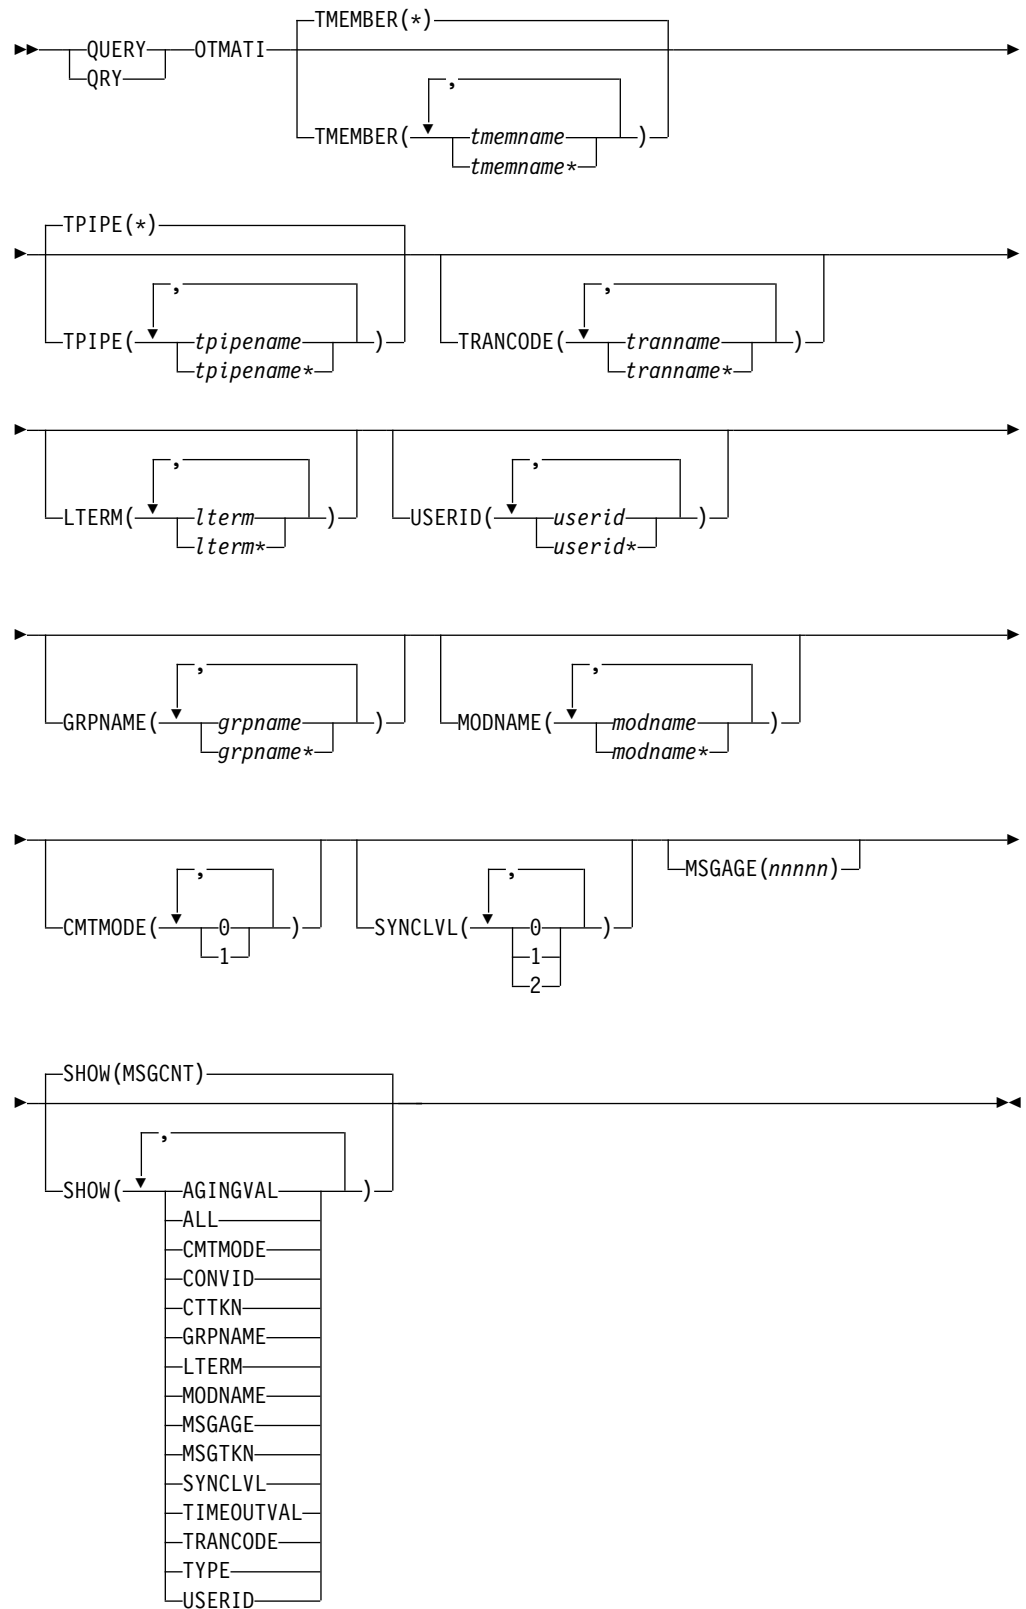 TMEMBER(*)
QUERY OTMATI
QRY
,
TMEMBER( tmemname )
tmemname*
TPIPE(*)
, ,
TPIPE( tpipename ) TRANCODE( tranname )
tpipename* tranname*
, ,
LTERM( lterm ) USERID( userid )
lterm* userid*
, ,
GRPNAME( grpname ) MODNAME( modname )
grpname* modname*
MSGAGE(nnnnn)
, ,
CMTMODE( 0 ) SYNCLVL( 0 )
1 1
2
SHOW(MSGCNT)
,
SHOW( AGINGVAL )
ALL
CMTMODE
CONVID
CTTKN
GRPNAME
LTERM
MODNAME
MSGAGE
MSGTKN
SYNCLVL
TIMEOUTVAL
TRANCODE
TYPE
USERID